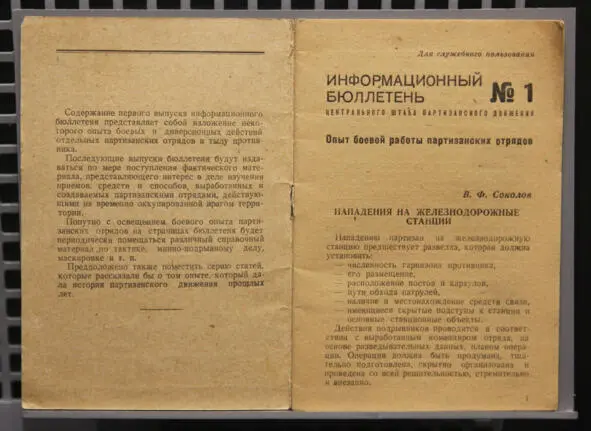 Содержание первого выпуска информационного
бюллетеня представляет собой изложение неко-
торого опыта боевых и диверсионных действий
отдельных партизанских отрядов в тылу против-
ника.
Последующие выпуски бюллетеня будут изда-
ваться по мере поступления фактического мате-
риала, представляющего интерес в деле изучения
приемов, средств и способов, выработанных и
создаваемых партизанскими отрядами, действую-
щими на временно оккупированной врагом терри-
тории.
Попутно с освещением боевого опыта парти-
занских отрядов на страницах бюллетеня будет
периодически помещаться различный справочный
материал по тактике, минно-подрывному делу,
маскировке и т. п.
Предположено также поместить серию статей,
которые рассказали бы о том опыте, который да-
ла история партизанского движения прошлых
лет.
Для служебного пользования
ИНФОРМАЦИОННЫЙ
БЮЛЛЕТЕНЬ № 1
ЦЕНТРАЛЬНОГО ШТАБА ПАРТИЗАНСКОГО ДВИЖЕНИЯ
Опыт боевой работы партизанских отрядов
В. Ф. Соколов
НАПАДЕНИЯ НА ЖЕЛЕЗНОДОРОЖНЫЕ
СТАНЦИИ
Нападению партизан на железнодорожную
станцию предшествует разведка, которая должна
установить:
— численность гарнизона противника,
его размещение,
— расположение постов и караулов,
— пути обхода патрулей,
— наличие и местонахождение средств связи,
— имеющиеся скрытые подступы к станции и
— основные станционные объекты.
Действия подрывников проводятся в соответ-
ствии с выработанным командиром отряда, на
основе разведывательных данных, планом опера-
ции. Операция должна быть продумана, тща-
тельно подготовлена, скрытно организована и
проведена со всей решительностью, стремительно
и внезапно.
1